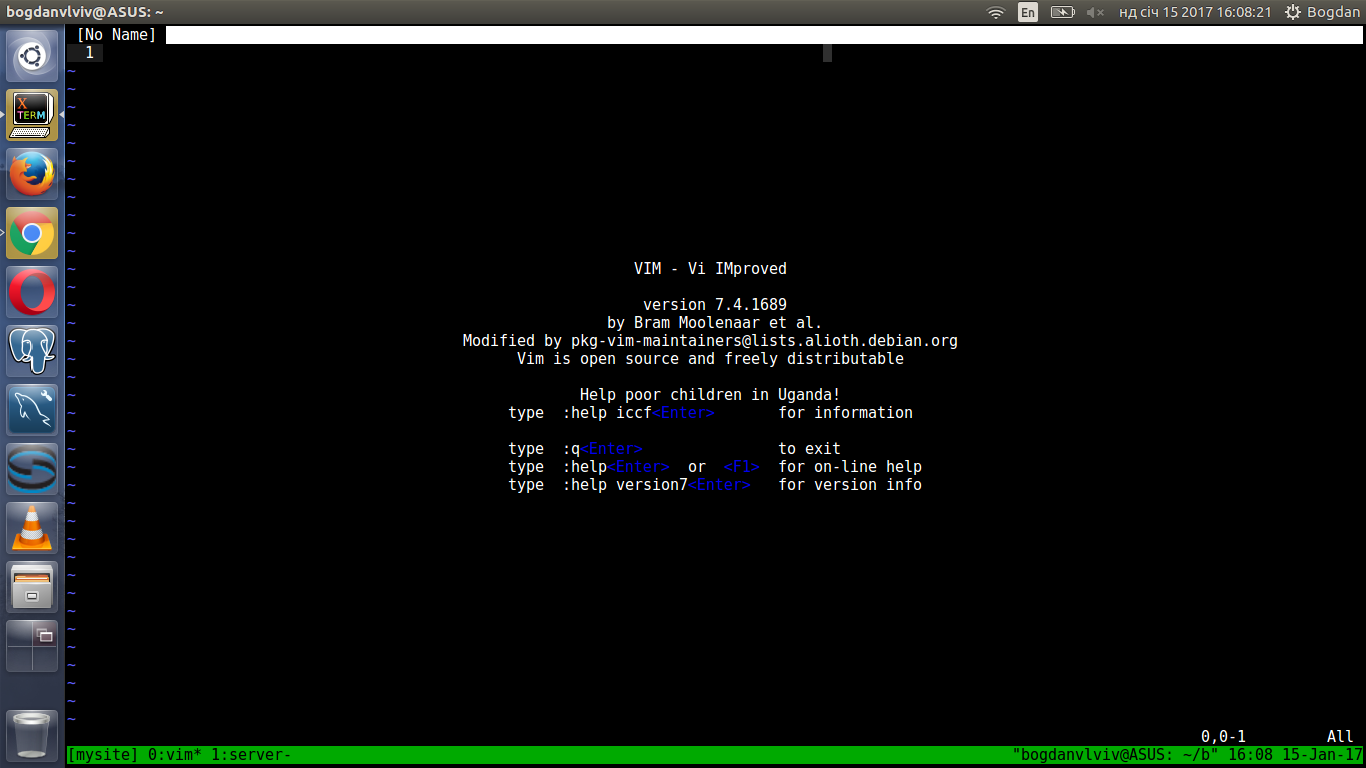 bogdanvlviv@ASUS: ~ En нд січ 15 2017 16:08:21 Bogdan
[No Name]
1
X
TERM
~
~
~
~
~
~
~
~
~
~
~
VIM - Vi IMproved
~
~
version 7.4.1689
~
by Bram Moolenaar et al.
~
Modified by pkg-vim-maintainers@lists.alioth.debian.org
~
Vim is open source and freely distributable
~
~
Help poor children in Uganda!
~
type :help iccf<Enter> for information
~
~
type :q<Enter> to exit
~
type :help<Enter> or <F1> for on-line help
~
type :help version7<Enter> for version info
~
~
~
~
~
~
~
~
~
~
~
~
~
0,0-1 All
[mysite] 0:vim* 1:server- "bogdanvlviv@ASUS: ~/b" 16:08 15-Jan-17